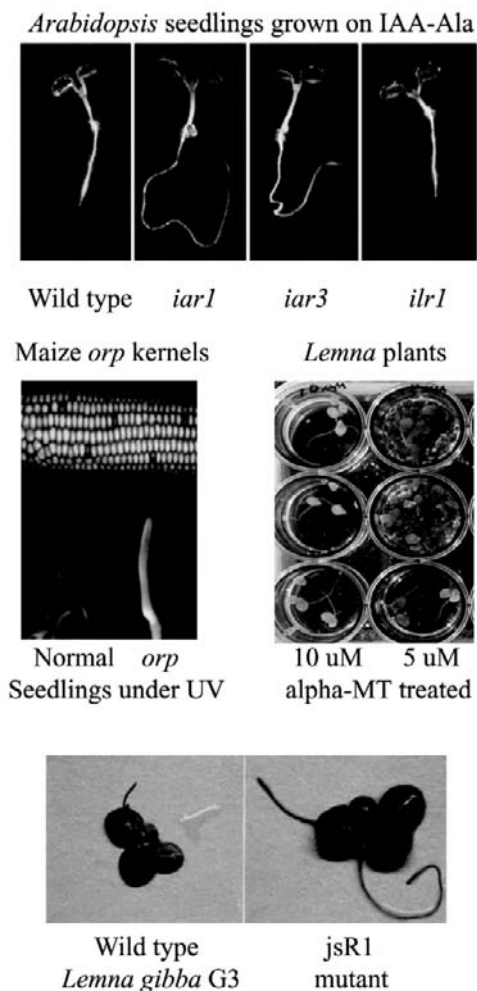 Arabidopsis seedlings grown on IAA-Ala
Wild type iar1 iar3 ilr1
Maize orp kernels
Lemna plants
Normal orp
Seedlings under UV
10 uM 5 uM
alpha-MT treated
Wild type
Lemna gibba G3
jsR1
mutant